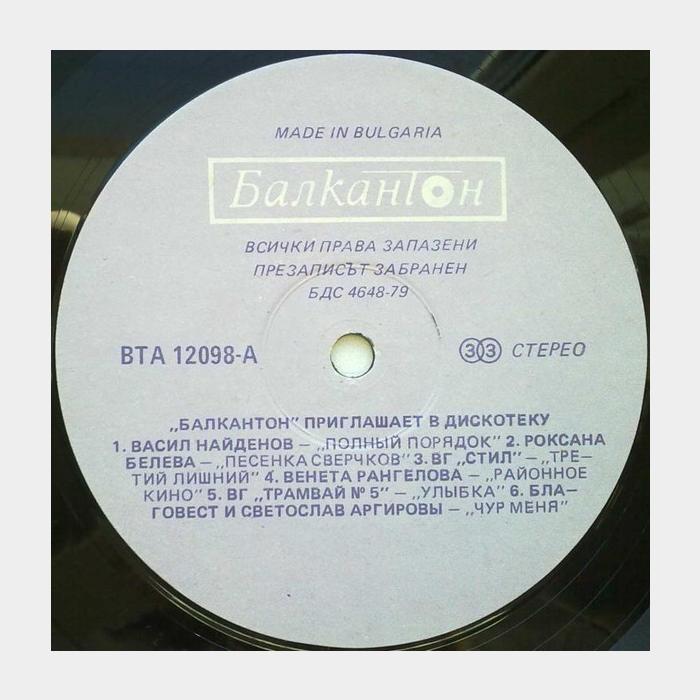 MADE IN BULGARIA
Балкантон
ВСИЧКИ ПРАВА ЗАПАЗЕНИ
ПРЕЗАПИСЪТ ЗАБРАНЕН
БДС 4648-79
ВТА 12098-А
33 СТЕРЕО
„БАЛКАНТОН" ПРИГЛАШАЕТ В ДИСКОТЕКУ
1. ВАСИЛ НАЙДЕНОВ – „ПОЛНЫЙ ПОРЯДОК" 2. РОКСАНА
БЕЛЕВА – „ПЕСЕНКА СВЕРЧКОВ" 3. ВГ „СТИЛ" – „ТРЕ–
ТИЙ ЛИШНИЙ" 4. ВЕНЕТА РАНГЕЛОВА – „РАЙОННОЕ
КИНО" 5. ВГ „ТРАМВАЙ № 5" – „УЛЫБКА" 6. БЛА–
ГОВЕСТ И СВЕТОСЛАВ АРГИРОВЫ – „ЧУР МЕНЯ"